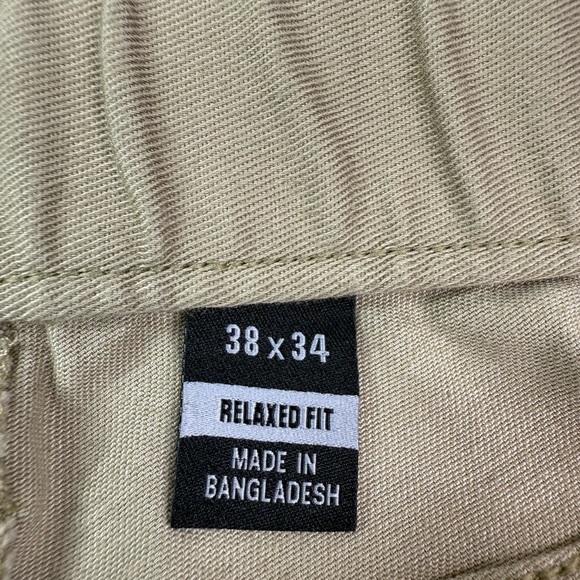 38 x 34
RELAXED FIT
MADE IN
BANGLADESH